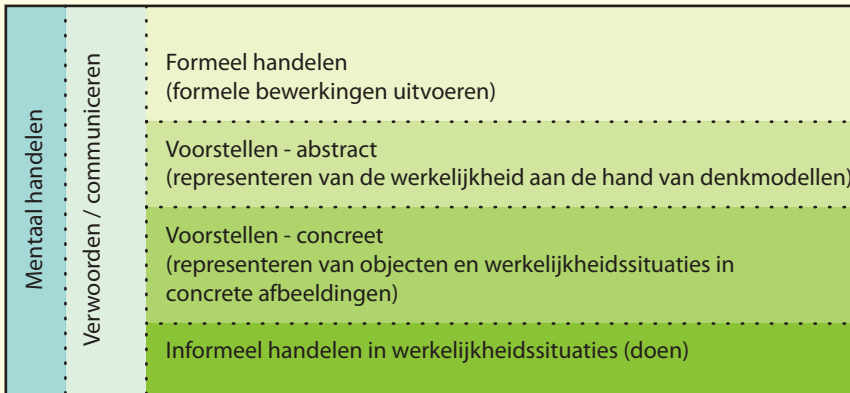 Mentaal handelen
Verwoorden / communiceren
Formeel handelen
(formele bewerkingen uitvoeren)
Voorstellen - abstract
(representeren van de werkelijkheid aan de hand van denkmodellen)
Voorstellen - concreet
(representeren van objecten en werkelijkheidssituaties in
concrete afbeeldingen)
Informeel handelen in werkelijkheidssituaties (doen)